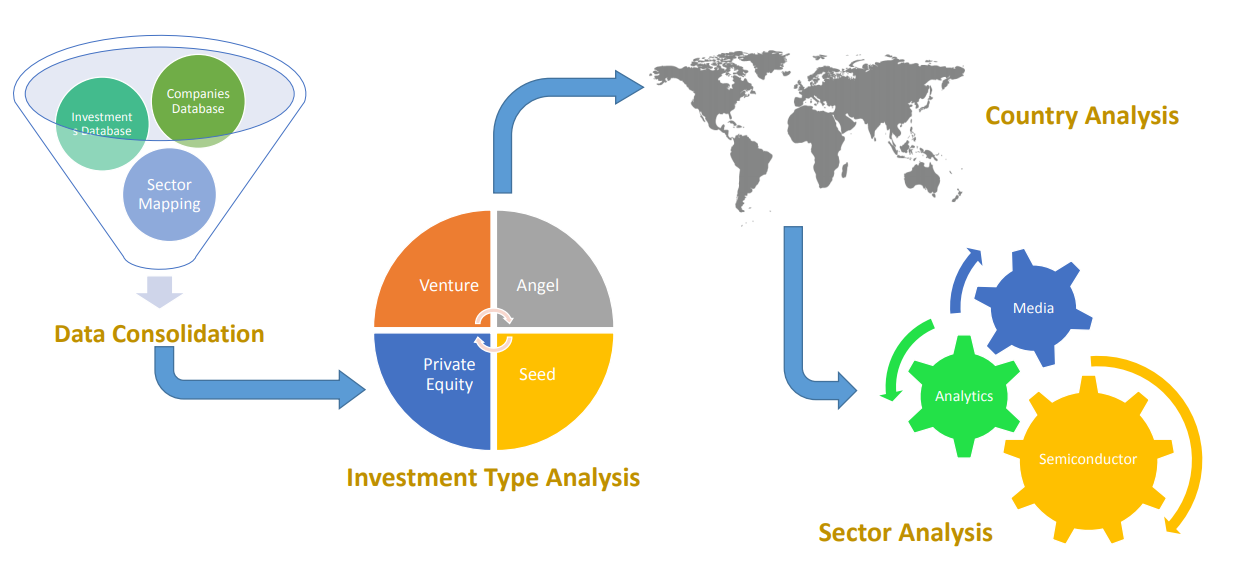 Companies
Database
Investment
s Database
Sector
Mapping
Data Consolidation
Venture
Angel
Private
Equity
Seed
Investment Type Analysis
Country Analysis
Media
Analytics
Semiconductor
Sector Analysis